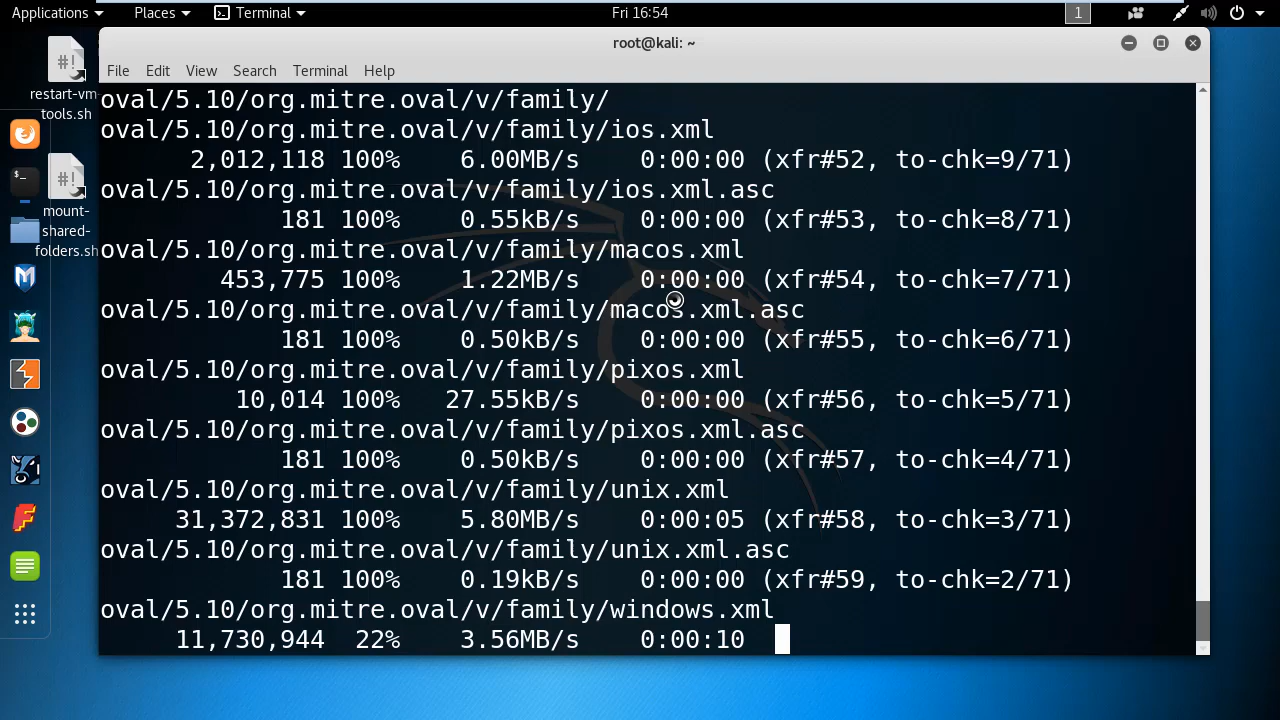 Applications Places Terminal Fri 16:54 1
root@kali: ~
File Edit View Search Terminal Help
#!
restart-vm-
tools.sh
#!
mount-
shared-
folders.sh
oval/5.10/org.mitre.oval/v/family/
oval/5.10/org.mitre.oval/v/family/ios.xml
2,012,118 100% 6.00MB/s 0:00:00 (xfr#52, to-chk=9/71)
oval/5.10/org.mitre.oval/v/family/ios.xml.asc
181 100% 0.55kB/s 0:00:00 (xfr#53, to-chk=8/71)
oval/5.10/org.mitre.oval/v/family/macos.xml
453,775 100% 1.22MB/s 0:00:00 (xfr#54, to-chk=7/71)
oval/5.10/org.mitre.oval/v/family/macos.xml.asc
181 100% 0.50kB/s 0:00:00 (xfr#55, to-chk=6/71)
oval/5.10/org.mitre.oval/v/family/pixos.xml
10,014 100% 27.55kB/s 0:00:00 (xfr#56, to-chk=5/71)
oval/5.10/org.mitre.oval/v/family/pixos.xml.asc
181 100% 0.50kB/s 0:00:00 (xfr#57, to-chk=4/71)
oval/5.10/org.mitre.oval/v/family/unix.xml
31,372,831 100% 5.80MB/s 0:00:05 (xfr#58, to-chk=3/71)
oval/5.10/org.mitre.oval/v/family/unix.xml.asc
181 100% 0.19kB/s 0:00:00 (xfr#59, to-chk=2/71)
oval/5.10/org.mitre.oval/v/family/windows.xml
11,730,944 22% 3.56MB/s 0:00:10